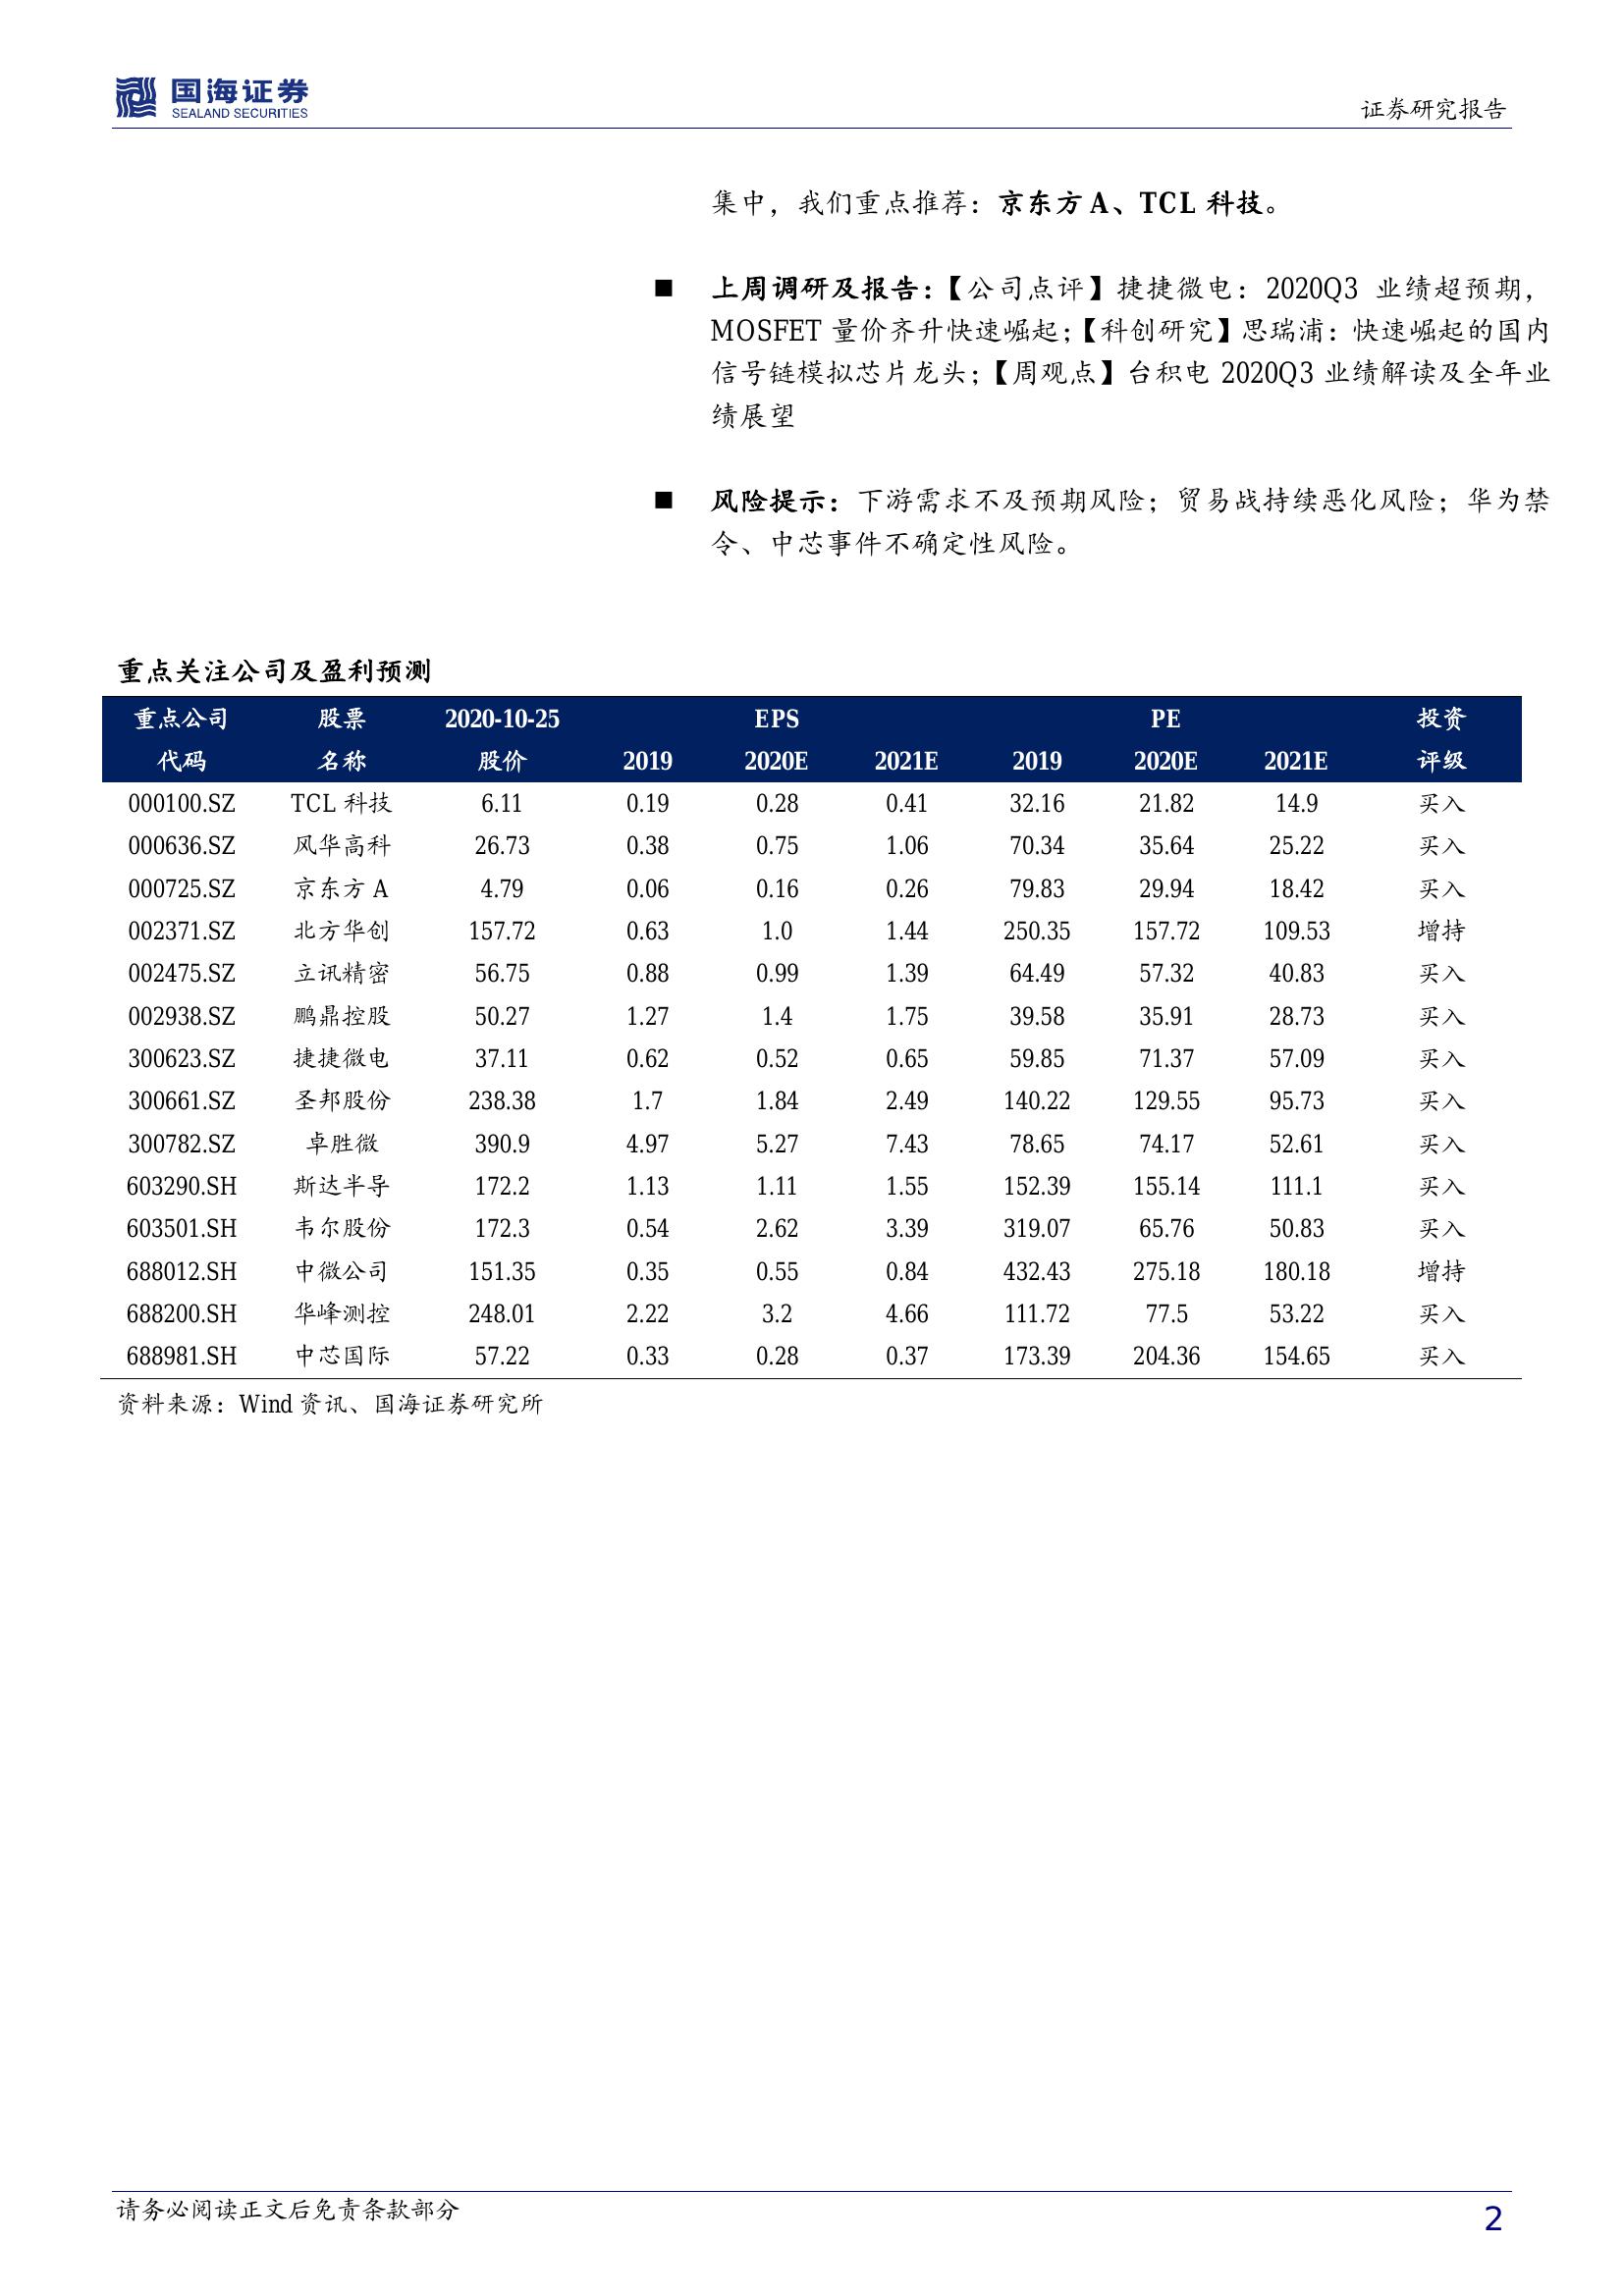 国海证券
SEALAND SECURITIES
证券研究报告
集中，我们重点推荐：京东方 A、TCL 科技。
■ 上周调研及报告：【公司点评】捷捷微电：2020Q3 业绩超预期，
MOSFET 量价齐升快速崛起；【科创研究】思瑞浦：快速崛起的国内
信号链模拟芯片龙头；【周观点】台积电 2020Q3 业绩解读及全年业
绩展望
■ 风险提示：下游需求不及预期风险；贸易战持续恶化风险；华为禁
令、中芯事件不确定性风险。
重点关注公司及盈利预测
重点公司 股票 2020-10-25 EPS PE 投资
代码 名称 股价 2019 2020E 2021E 2019 2020E 2021E 评级
000100.SZ TCL 科技 6.11 0.19 0.28 0.41 32.16 21.82 14.9 买入
000636.SZ 风华高科 26.73 0.38 0.75 1.06 70.34 35.64 25.22 买入
000725.SZ 京东方 A 4.79 0.06 0.16 0.26 79.83 29.94 18.42 买入
002371.SZ 北方华创 157.72 0.63 1.0 1.44 250.35 157.72 109.53 增持
002475.SZ 立讯精密 56.75 0.88 0.99 1.39 64.49 57.32 40.83 买入
002938.SZ 鹏鼎控股 50.27 1.27 1.4 1.75 39.58 35.91 28.73 买入
300623.SZ 捷捷微电 37.11 0.62 0.52 0.65 59.85 71.37 57.09 买入
300661.SZ 圣邦股份 238.38 1.7 1.84 2.49 140.22 129.55 95.73 买入
300782.SZ 卓胜微 390.9 4.97 5.27 7.43 78.65 74.17 52.61 买入
603290.SH 斯达半导 172.2 1.13 1.11 1.55 152.39 155.14 111.1 买入
603501.SH 韦尔股份 172.3 0.54 2.62 3.39 319.07 65.76 50.83 买入
688012.SH 中微公司 151.35 0.35 0.55 0.84 432.43 275.18 180.18 增持
688200.SH 华峰测控 248.01 2.22 3.2 4.66 111.72 77.5 53.22 买入
688981.SH 中芯国际 57.22 0.33 0.28 0.37 173.39 204.36 154.65 买入
资料来源：Wind 资讯、国海证券研究所
请务必阅读正文后免责条款部分
2